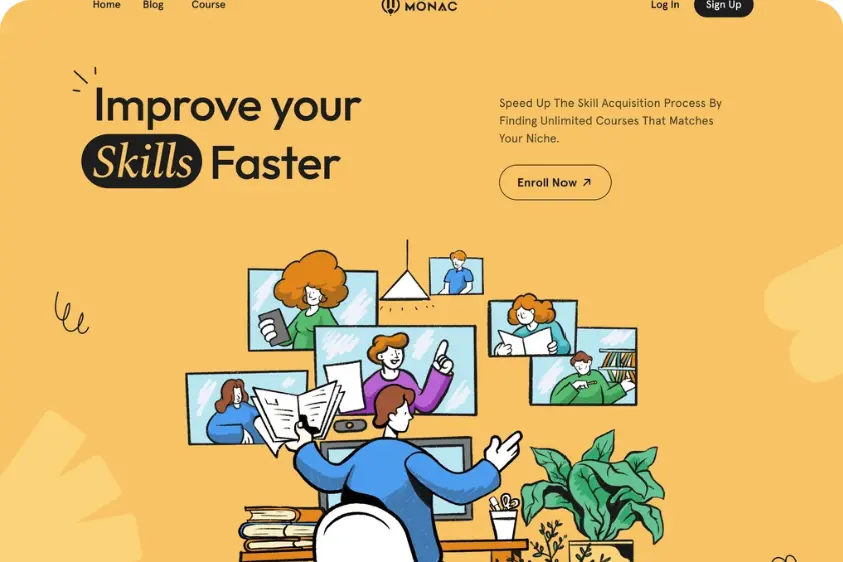 Home Blog Course MONAC Log In Sign Up
Improve your
Skills Faster
Speed Up The Skill Acquisition Process By
Finding Unlimited Courses That Matches
Your Niche.
Enroll Now